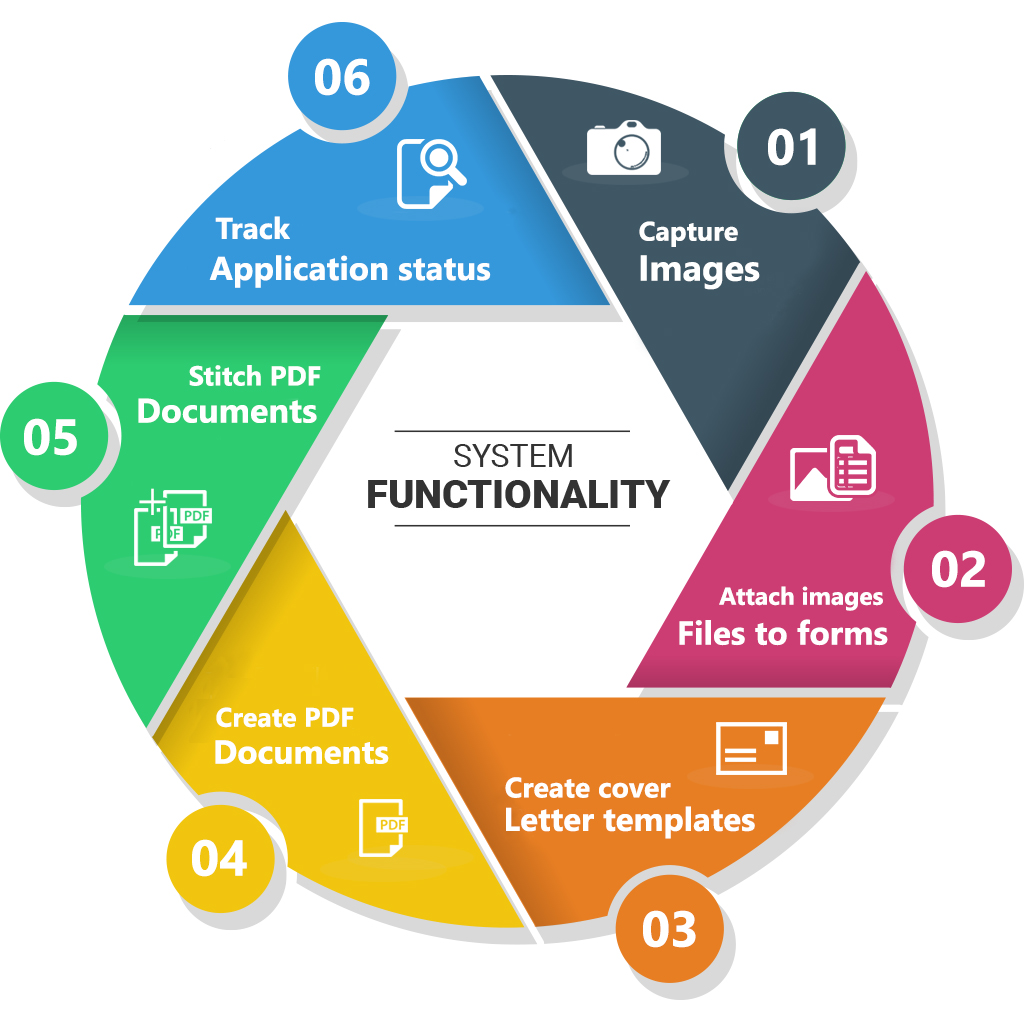 SYSTEM
FUNCTIONALITY
01
Capture
Images
02
Attach images
Files to forms
03
Create cover
Letter templates
04
Create PDF
Documents
PDF
05
Stitch PDF
Documents
PDF
PDF
06
Track
Application status